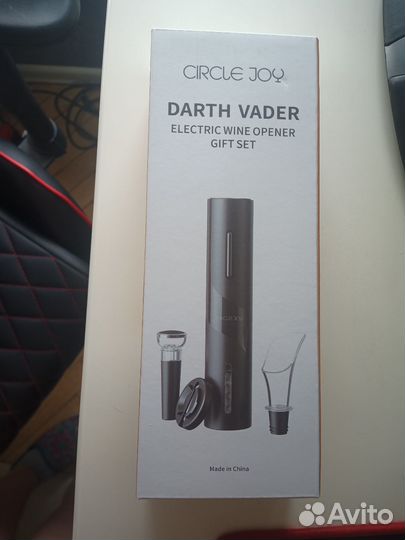 CIRCLE JOY
DARTH VADER
ELECTRIC WINE OPENER
GIFT SET
Made in China
Avito